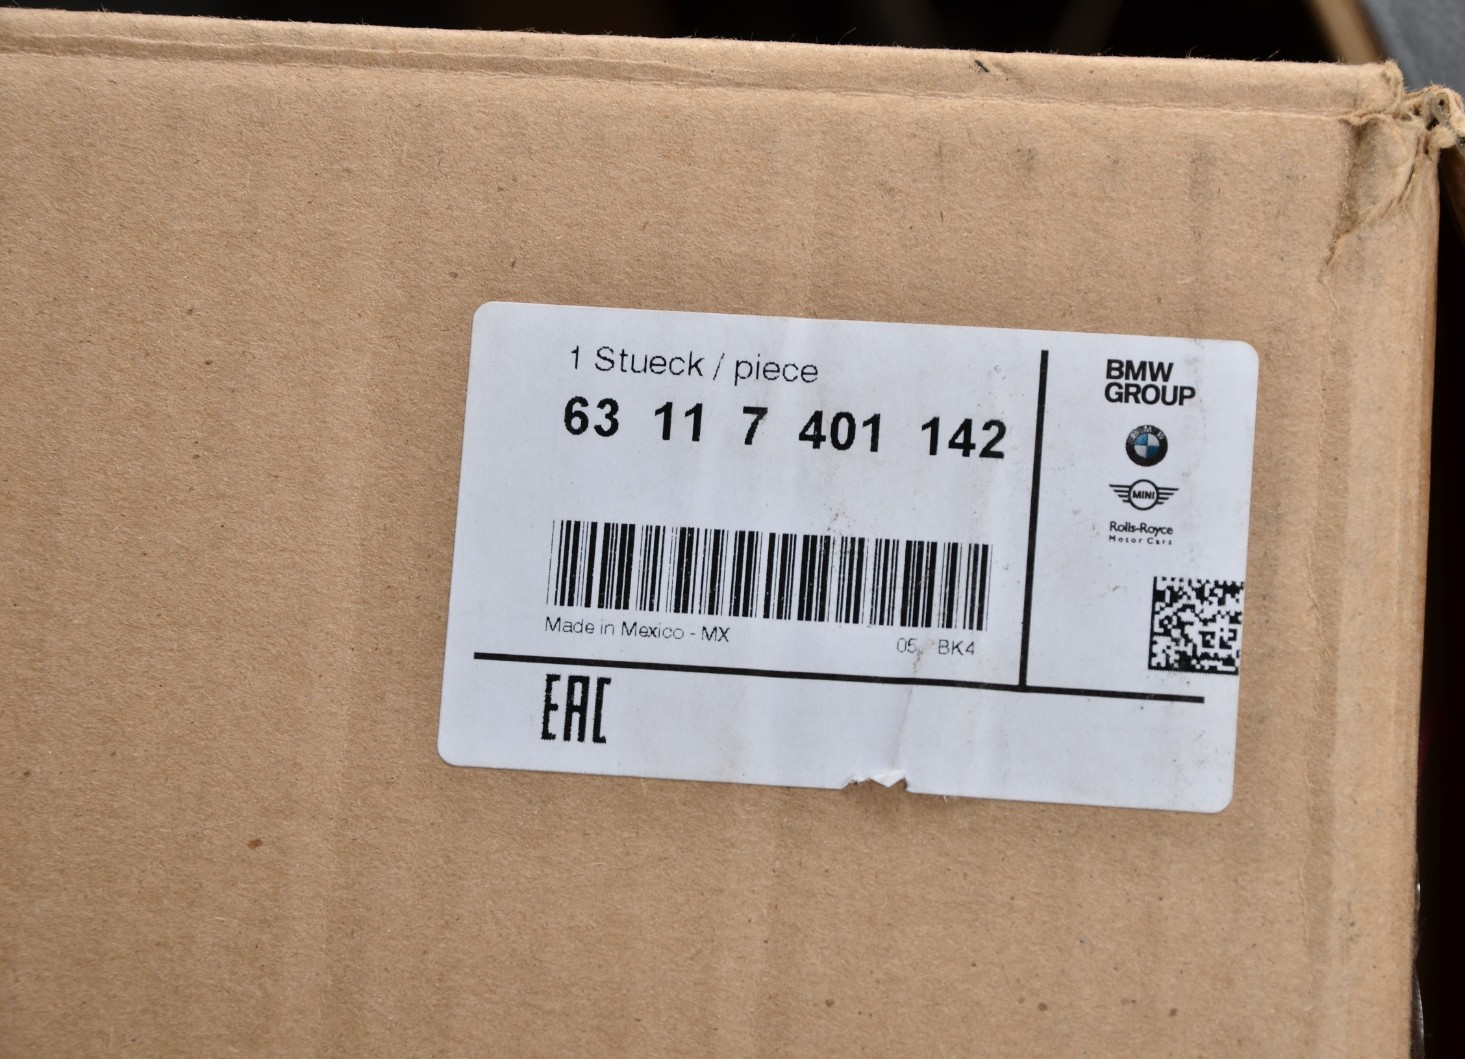 1 Stueck / piece
63 11 7 401 142
Made in Mexico - MX
05 BK4
EAC
BMW
GROUP
BMW
MINI
Rolls-Royce
Motor Cars